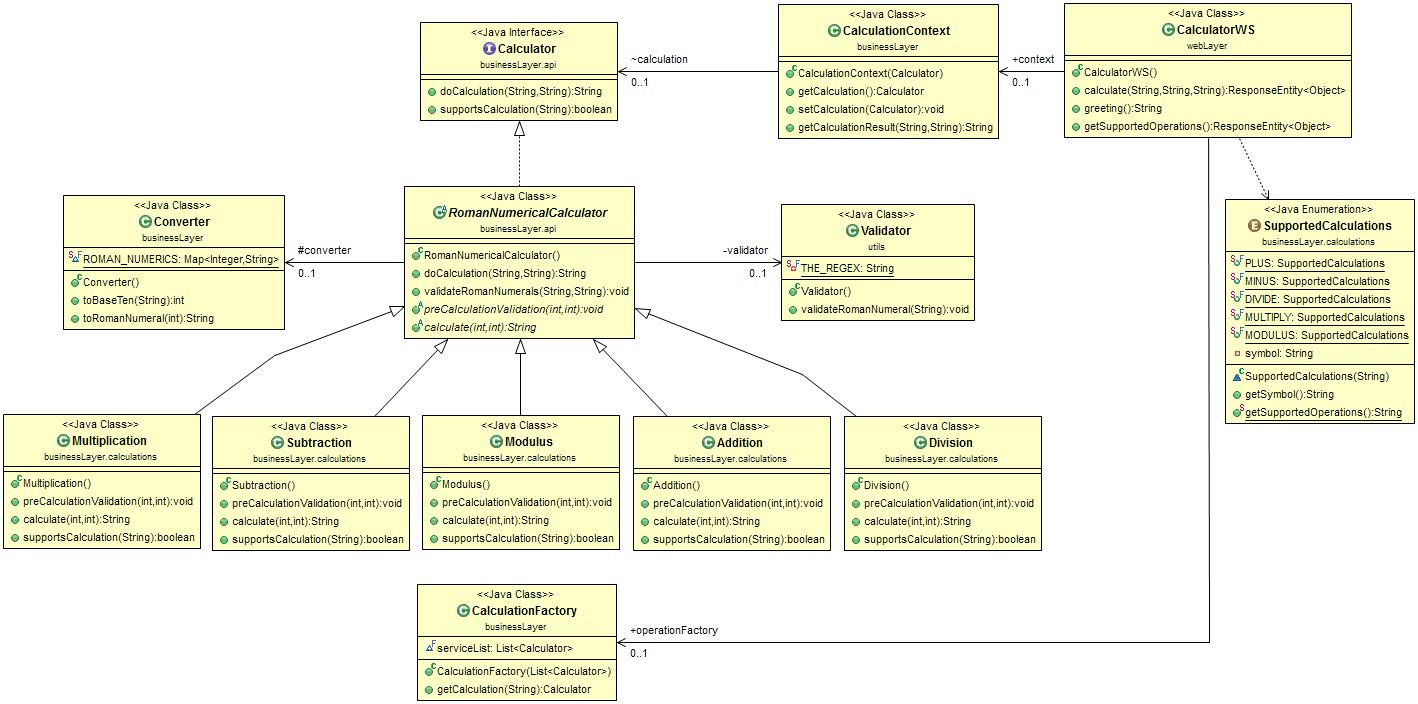 <<Java Interface>>
Calculator
businessLayer.api
doCalculation(String,String):String
supportsCalculation(String):boolean
~calculation
0..1
<<Java Class>>
CalculationContext
businessLayer
CalculationContext(Calculator)
getCalculation():Calculator
setCalculation(Calculator):void
getCalculationResult(String,String):String
+context
0..1
<<Java Class>>
CalculatorWS
webLayer
CalculatorWS()
calculate(String,String,String):ResponseEntity<Object>
greeting():String
getSupportedOperations():ResponseEntity<Object>
<<Java Class>>
Converter
businessLayer
ROMAN_NUMERICS: Map<Integer,String>
Converter()
toBaseTen(String):int
toRomanNumeral(int):String
#converter
0..1
<<Java Class>>
RomanNumericalCalculator
businessLayer.api
RomanNumericalCalculator()
doCalculation(String,String):String
validateRomanNumerals(String,String):void
preCalculationValidation(int,int):void
calculate(int,int):String
-validator
0..1
<<Java Class>>
Validator
utils
THE_REGEX: String
Validator()
validateRomanNumeral(String):void
<<Java Enumeration>>
SupportedCalculations
businessLayer.calculations
PLUS: SupportedCalculations
MINUS: SupportedCalculations
DIVIDE: SupportedCalculations
MULTIPLY: SupportedCalculations
MODULUS: SupportedCalculations
symbol: String
SupportedCalculations(String)
getSymbol():String
getSupportedOperations():String
<<Java Class>>
Multiplication
businessLayer.calculations
Multiplication()
preCalculationValidation(int,int):void
calculate(int,int):String
supportsCalculation(String):boolean
<<Java Class>>
Subtraction
businessLayer.calculations
Subtraction()
preCalculationValidation(int,int):void
calculate(int,int):String
supportsCalculation(String):boolean
<<Java Class>>
Modulus
businessLayer.calculations
Modulus()
preCalculationValidation(int,int):void
calculate(int,int):String
supportsCalculation(String):boolean
<<Java Class>>
Addition
businessLayer.calculations
Addition()
preCalculationValidation(int,int):void
calculate(int,int):String
supportsCalculation(String):boolean
<<Java Class>>
Division
businessLayer.calculations
Division()
preCalculationValidation(int,int):void
calculate(int,int):String
supportsCalculation(String):boolean
<<Java Class>>
CalculationFactory
businessLayer
serviceList: List<Calculator>
CalculationFactory(List<Calculator>)
getCalculation(String):Calculator
+operationFactory
0..1